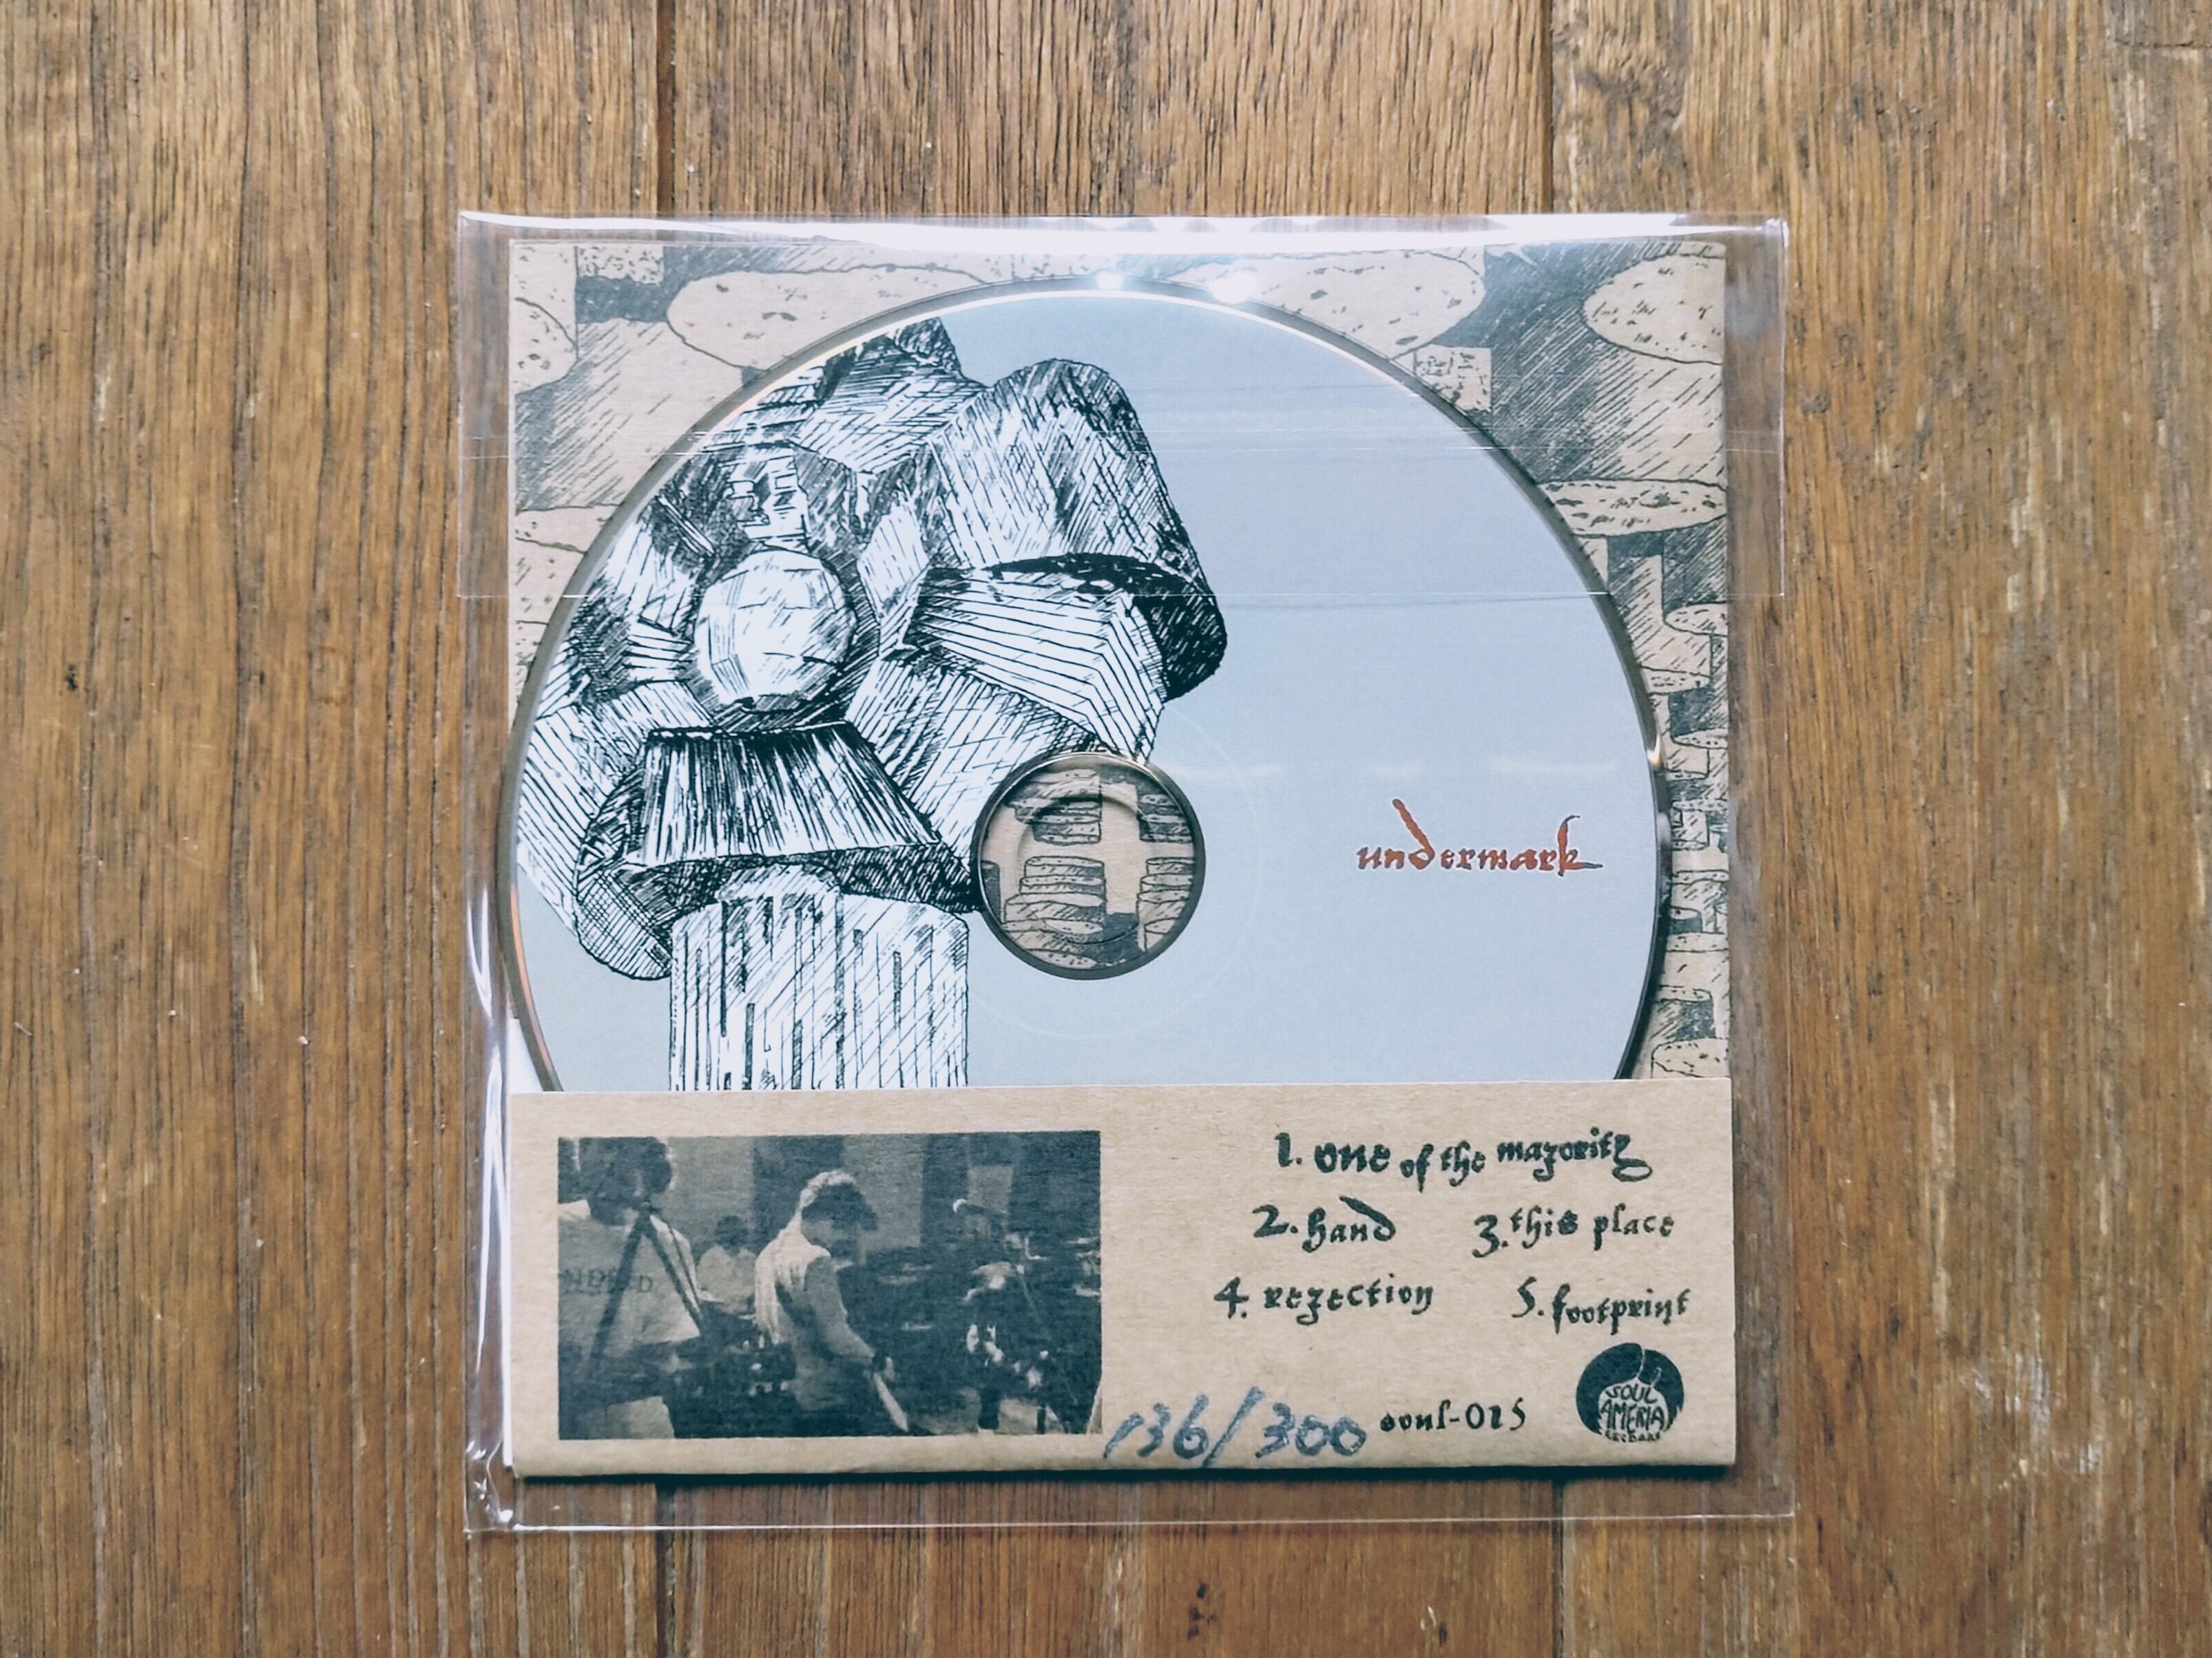 undermark
1. one of the majority
2. hand 3. this place
4. rejection 5. footprint
136/300 soul-015
SOUL
AMERIA
RECORDS